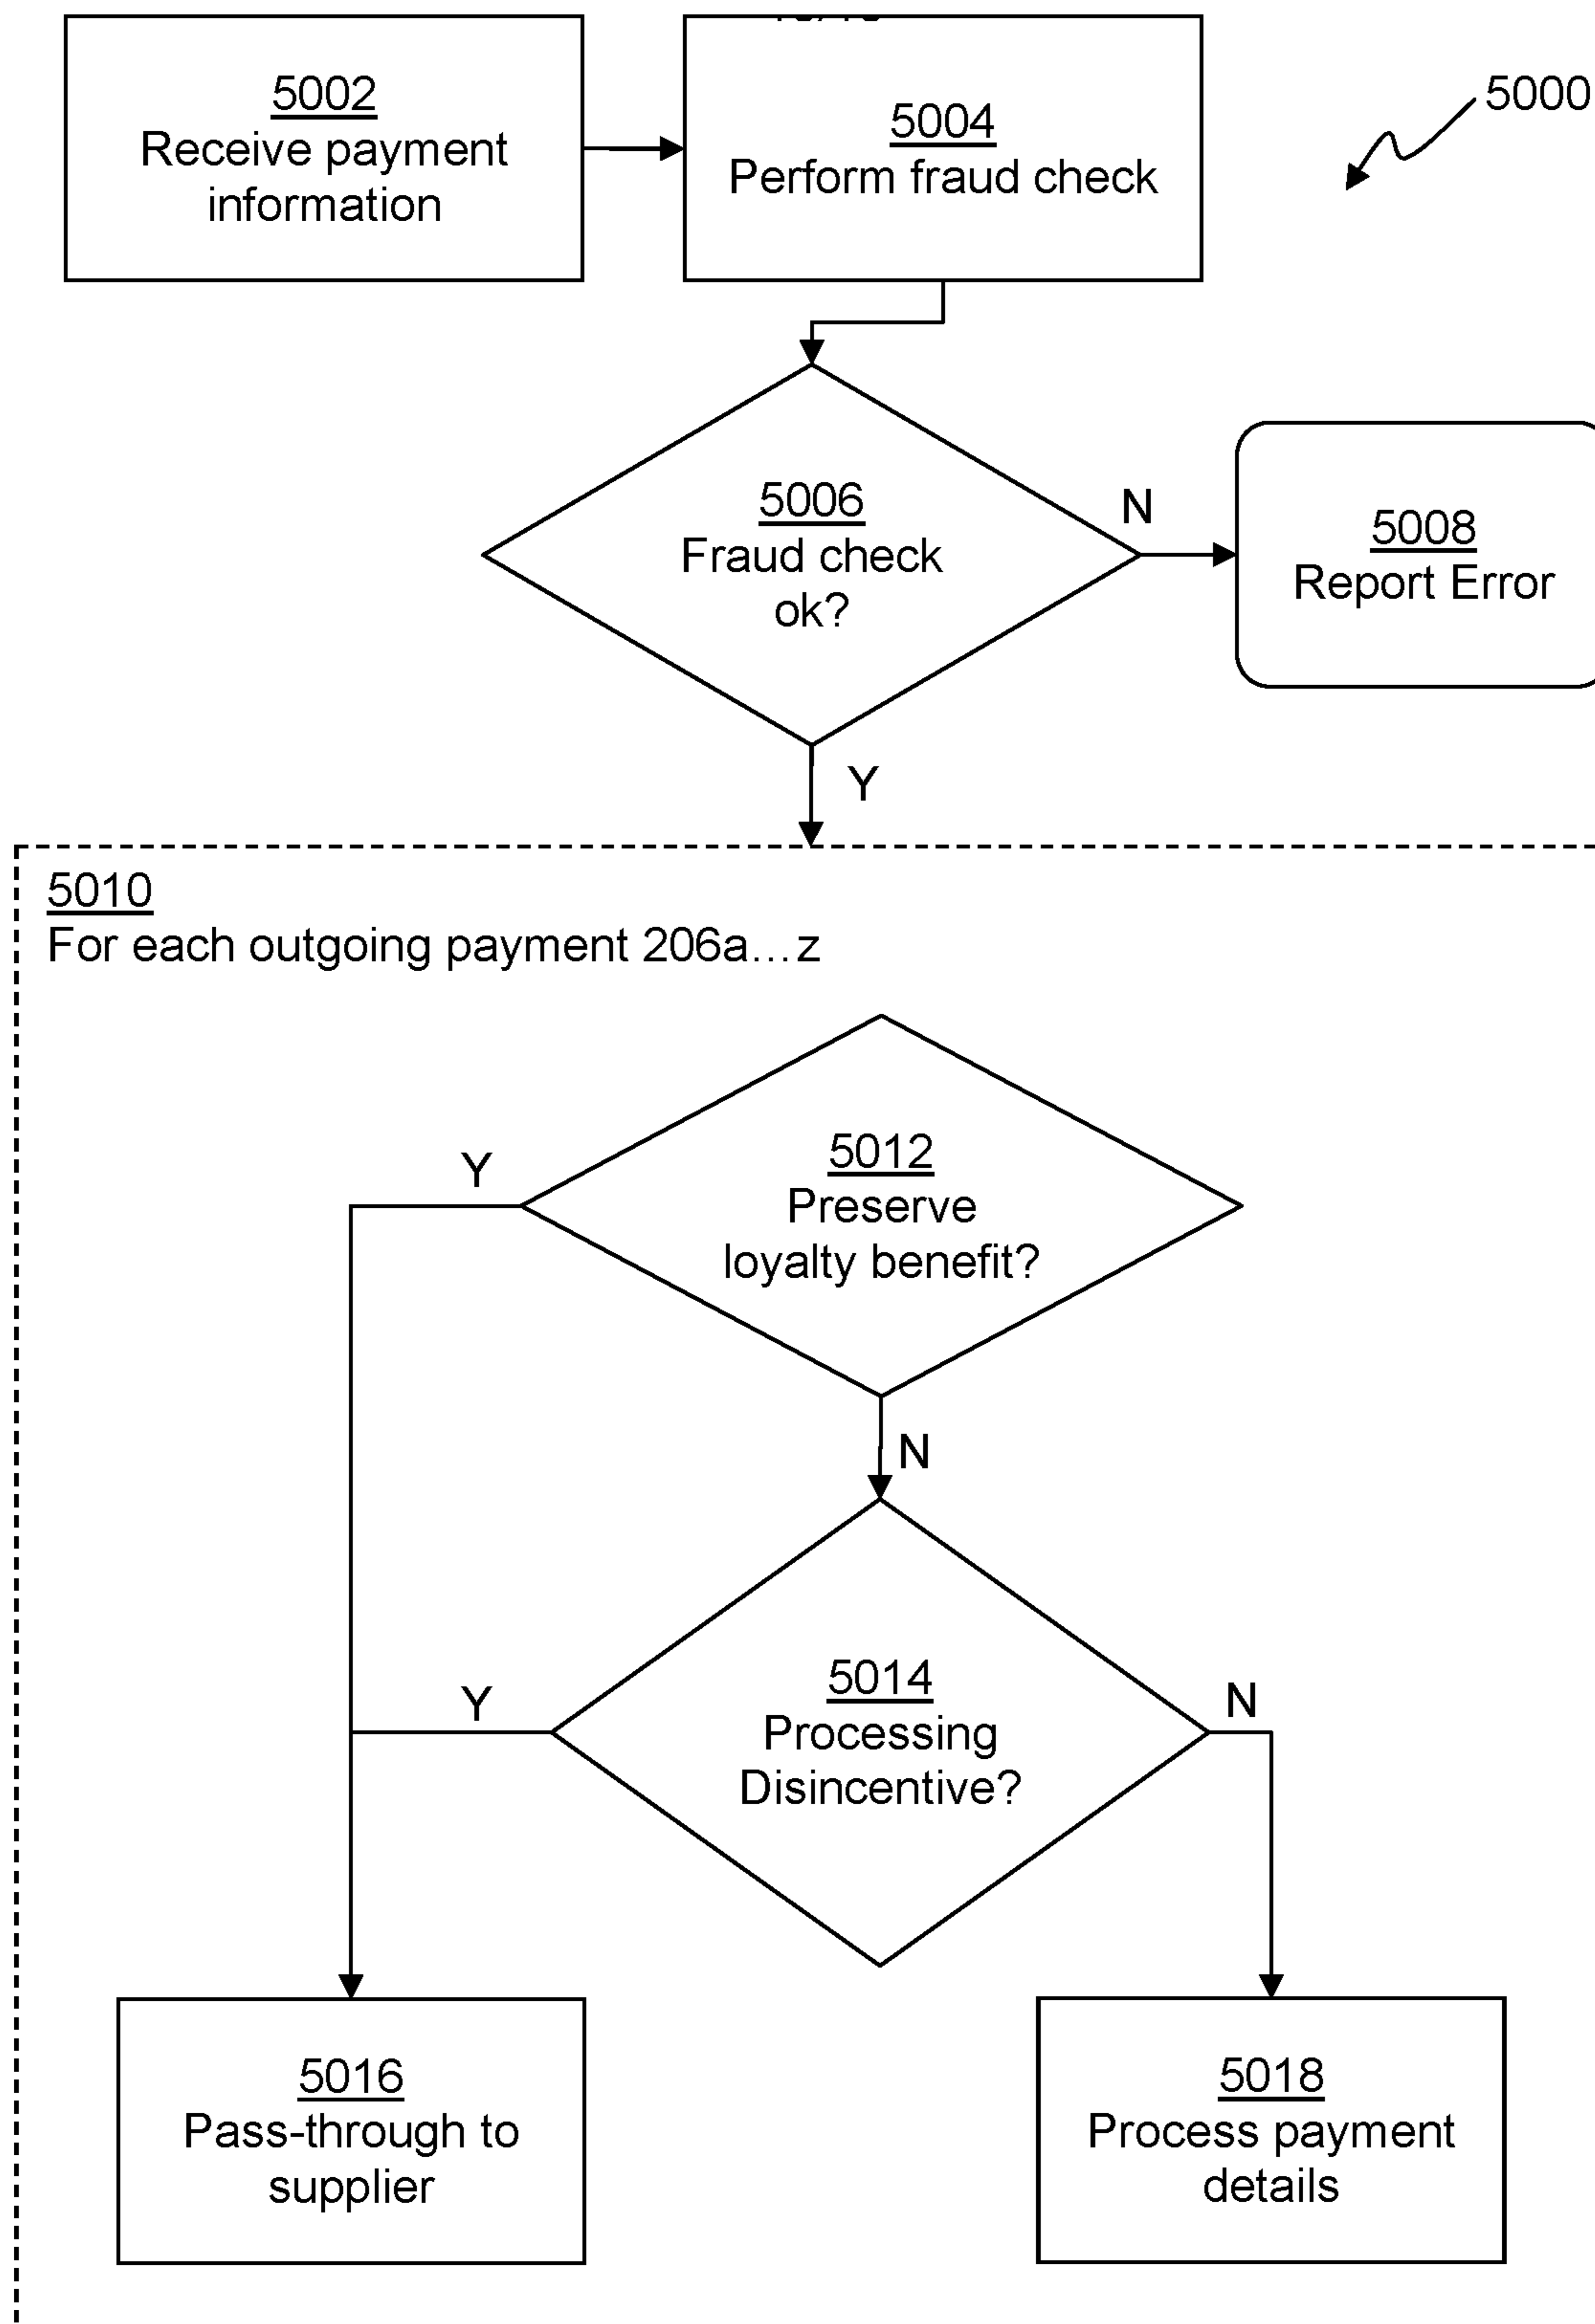 5002
Receive payment
information
5004
Perform fraud check
5000
5006
Fraud check
ok?
N
5008
Report Error
Y
5010
For each outgoing payment 206a...z
5012
Preserve
loyalty benefit?
Y
N
5014
Processing
Disincentive?
Y
N
5016
Pass-through to
supplier
5018
Process payment
details